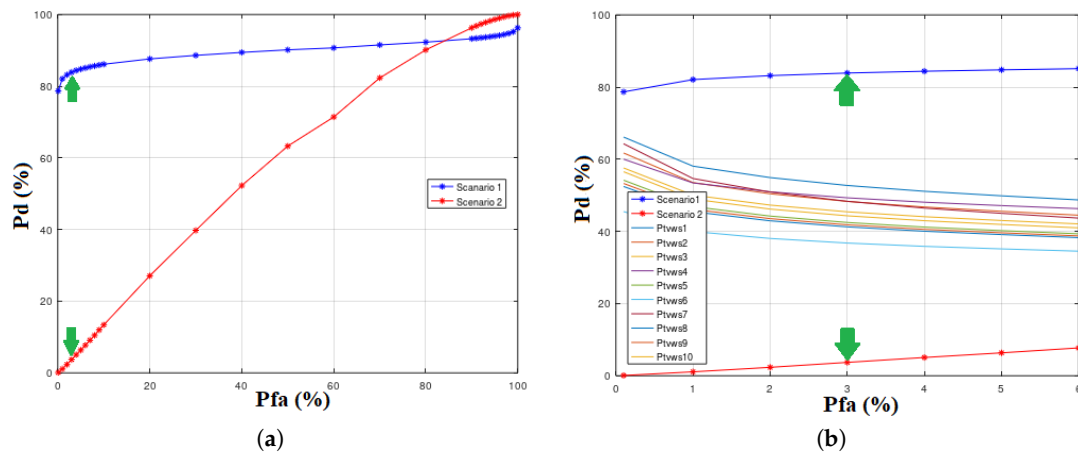 100
80
60
40
20
0
Pd (%)
0
20
40
60
80
100
Pfa (%)
Scanario 1
Scenario 2
(a)
100
80
60
40
20
0
Pd (%)
0
1
2
3
4
5
6
Pfa (%)
Scenario1
Scenario 2
Ptvws1
Ptvws2
Ptvws3
Ptvws4
Ptvws5
Ptvws6
Ptvws7
Ptvws8
Ptvws9
Ptvws10
(b)